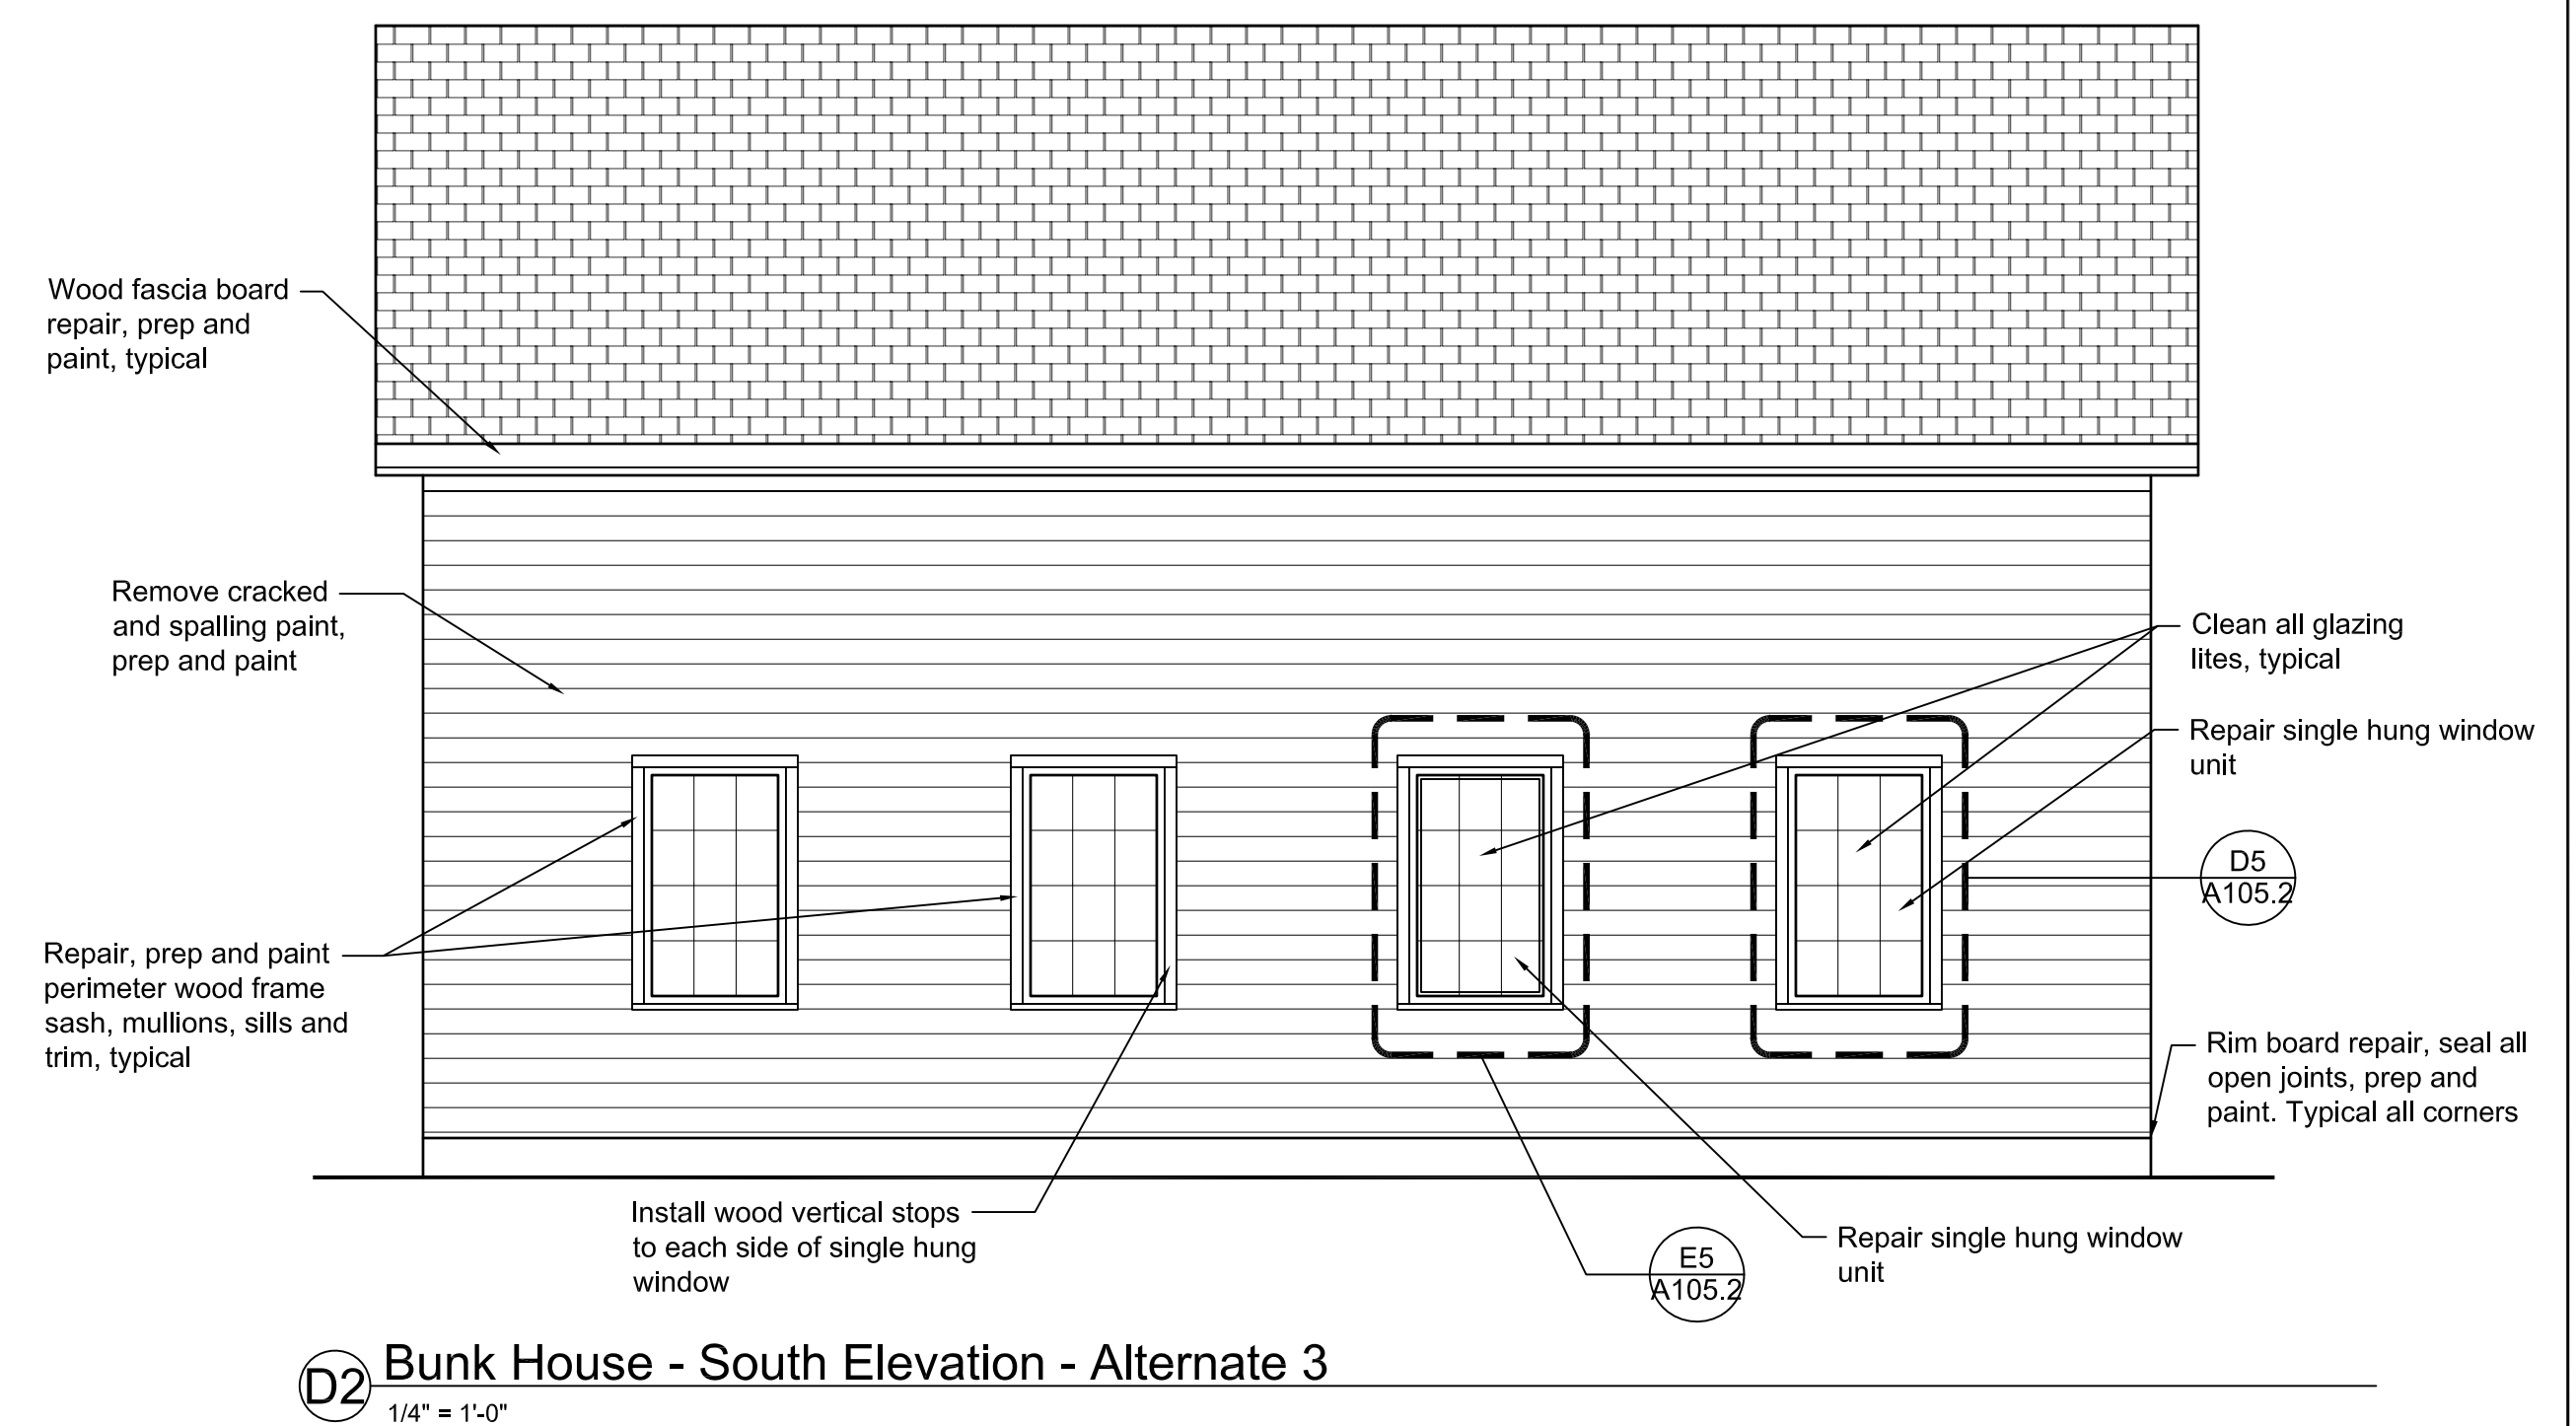 Wood fascia board
repair, prep and
paint, typical
Remove cracked
and spalling paint,
prep and paint
Clean all glazing
lites, typical
Repair single hung window
unit
D5
A105.2
Repair, prep and paint
perimeter wood frame
sash, mullions, sills and
trim, typical
Rim board repair, seal all
open joints, prep and
paint. Typical all corners
Install wood vertical stops
to each side of single hung
window
E5
A105.2
Repair single hung window
unit
D2
Bunk House - South Elevation - Alternate 3
1/4" = 1'-0"